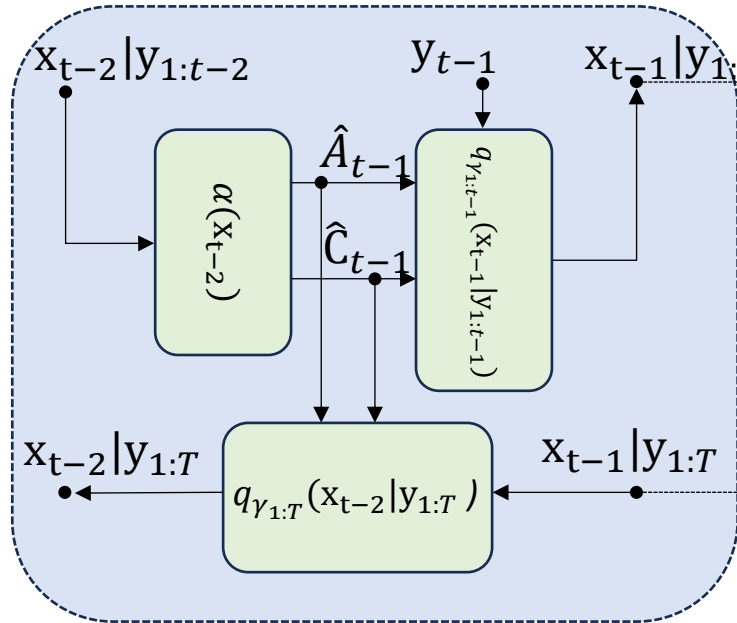 x_{t−2}|y_{1:t−2}
y_{t−1}
x_{t−1}|y_{1:
Â_{t−1}
α(x_{t−2})
q_{γ_{1:t−1}}(x_{t−1}|y_{1:t−1})
Ĉ_{t−1}
x_{t−2}|y_{1:T}
q_{γ_{1:T}}(x_{t−2}|y_{1:T})
x_{t−1}|y_{1:T}